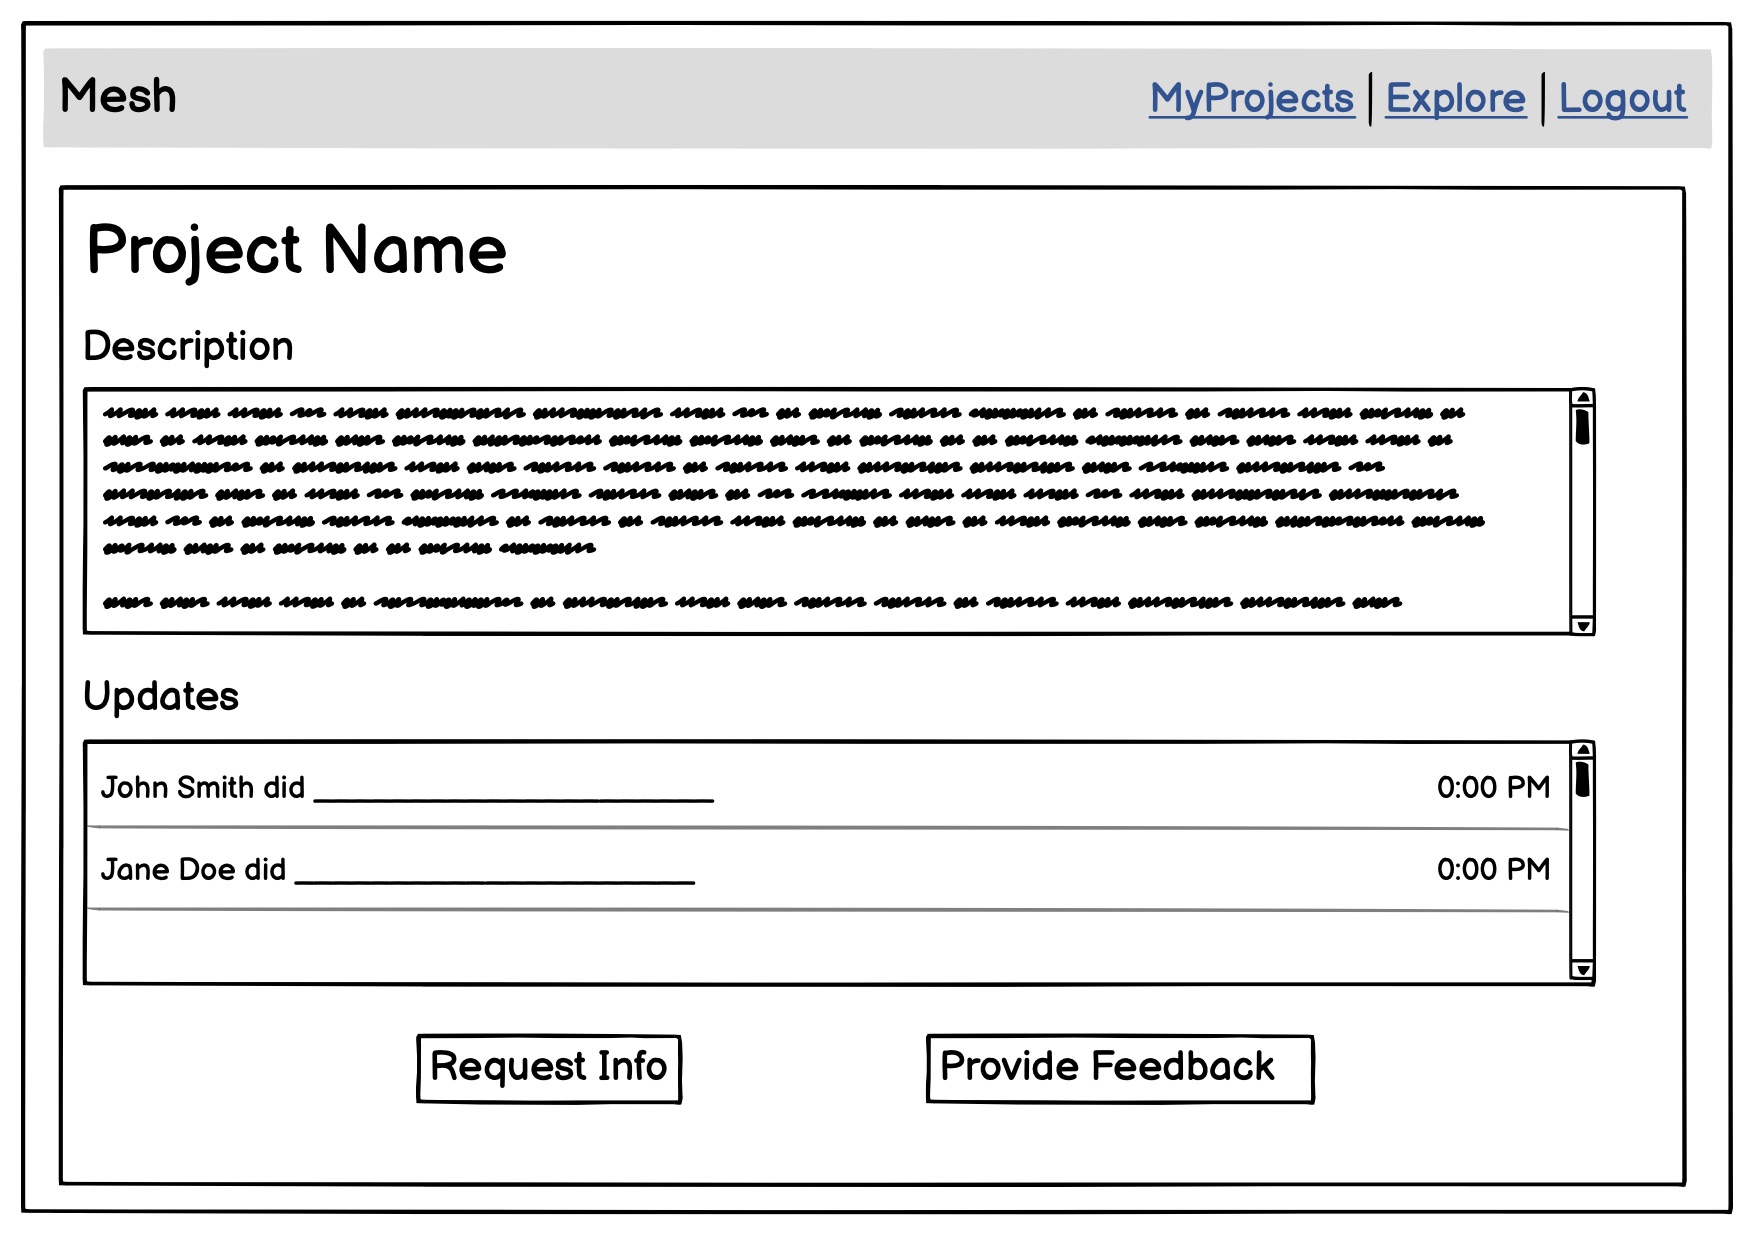 Mesh
MyProjects | Explore | Logout
Project Name
Description
Updates
John Smith did ____________________ 0:00 PM
Jane Doe did ____________________ 0:00 PM
Request Info
Provide Feedback